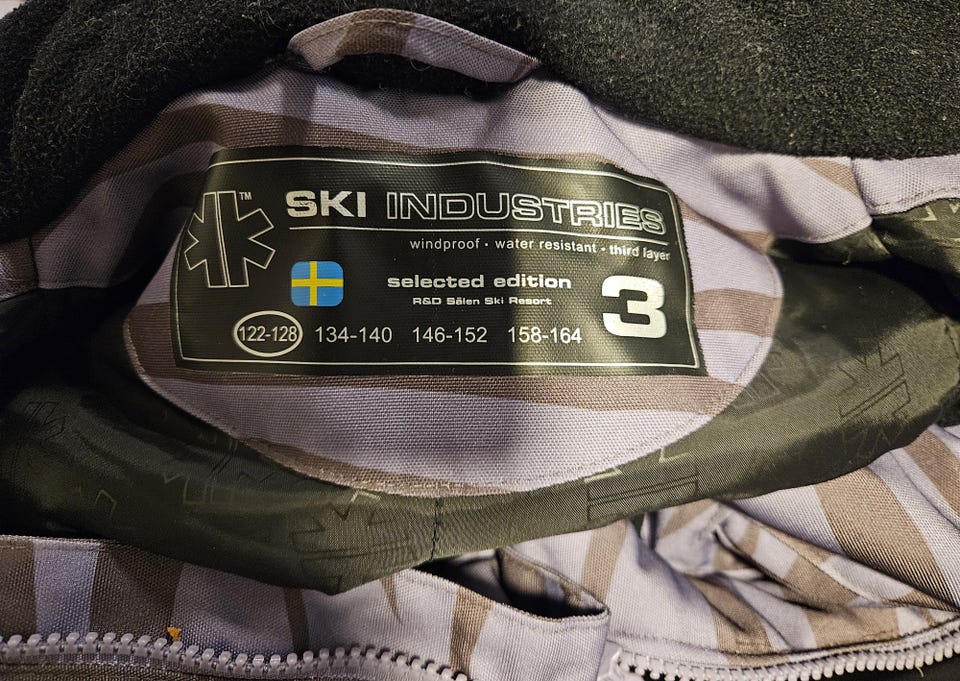 ™
SKI INDUSTRIES
windproof · water resistant · third layer
selected edition
R&D Sälen Ski Resort
3
122-128 134-140 146-152 158-164